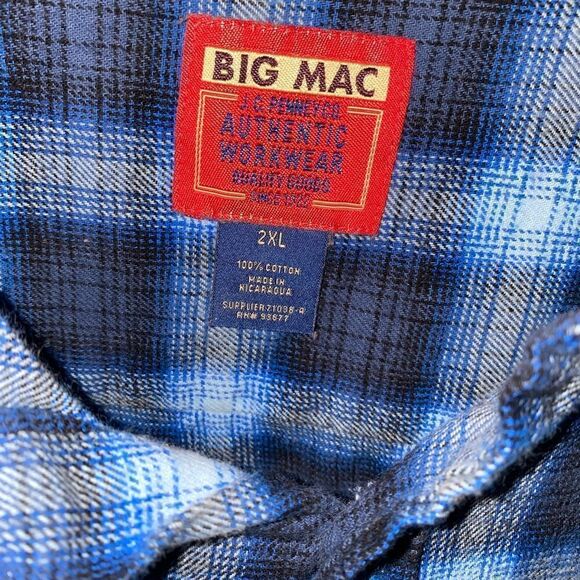 BIG MAC
J.C. PENNEY CO.
AUTHENTIC
WORKWEAR
QUALITY GOODS
SINCE 1922
2XL
100% COTTON
MADE IN
NICARAGUA
SUPPLIER 71098-4
RN# 93677